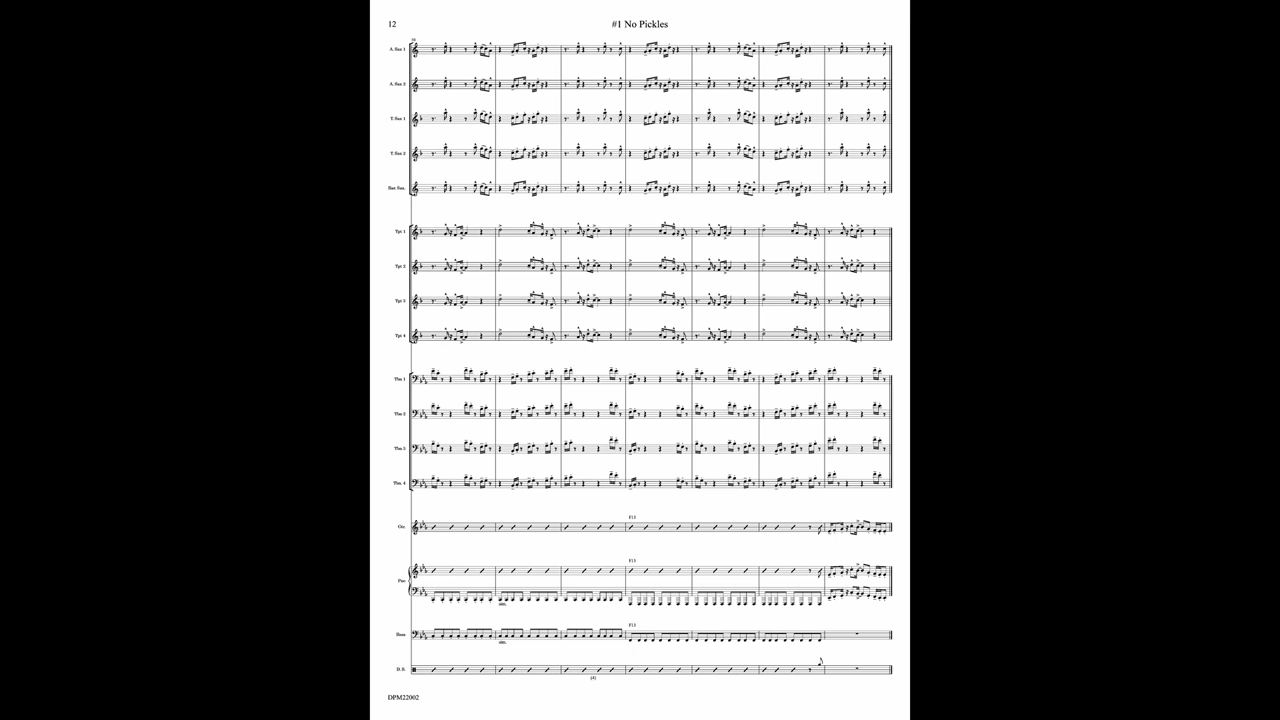 12
#1 No Pickles
A. Sax 1
A. Sax 2
T. Sax 1
T. Sax 2
Bari Sax.
Tpt 1
Tpt 2
Tpt 3
Tpt 4
Tbn 1
Tbn 2
Tbn 3
Tbn. 4
Gtr.
F13
F13
Pno
F13
Bass
D. S.
(4)
DPM22002